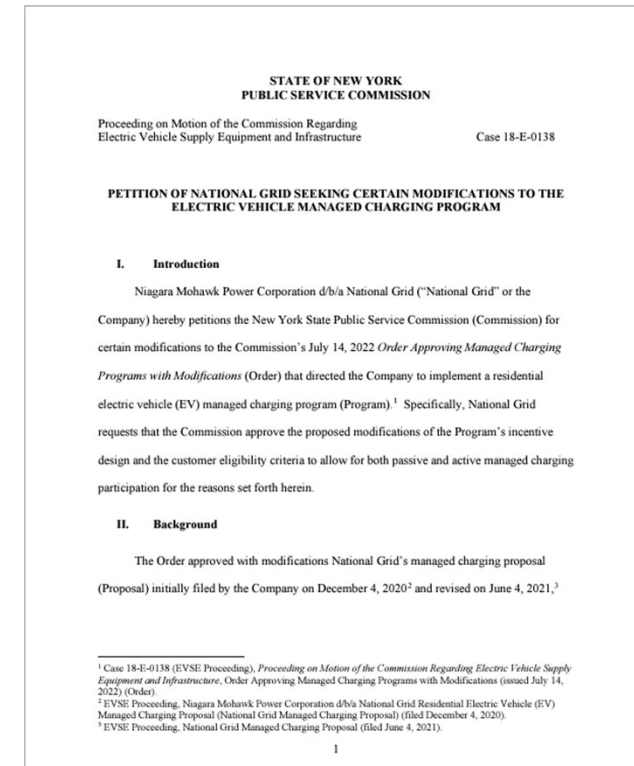 STATE OF NEW YORK
PUBLIC SERVICE COMMISSION
Proceeding on Motion of the Commission Regarding
Electric Vehicle Supply Equipment and Infrastructure Case 18-E-0138
PETITION OF NATIONAL GRID SEEKING CERTAIN MODIFICATIONS TO THE
ELECTRIC VEHICLE MANAGED CHARGING PROGRAM
I. Introduction
Niagara Mohawk Power Corporation d/b/a National Grid (“National Grid” or the
Company) hereby petitions the New York State Public Service Commission (Commission) for
certain modifications to the Commission’s July 14, 2022 Order Approving Managed Charging
Programs with Modifications (Order) that directed the Company to implement a residential
electric vehicle (EV) managed charging program (Program).¹ Specifically, National Grid
requests that the Commission approve the proposed modifications of the Program’s incentive
design and the customer eligibility criteria to allow for both passive and active managed charging
participation for the reasons set forth herein.
II. Background
The Order approved with modifications National Grid’s managed charging proposal
(Proposal) initially filed by the Company on December 4, 2020² and revised on June 4, 2021,³
¹ Case 18-E-0138 (EVSE Proceeding), Proceeding on Motion of the Commission Regarding Electric Vehicle Supply
Equipment and Infrastructure, Order Approving Managed Charging Programs with Modifications (issued July 14,
2022) (Order).
² EVSE Proceeding, Niagara Mohawk Power Corporation d/b/a National Grid Residential Electric Vehicle (EV)
Managed Charging Proposal (National Grid Managed Charging Proposal) (filed December 4, 2020).
³ EVSE Proceeding, National Grid Managed Charging Proposal (filed June 4, 2021).
1